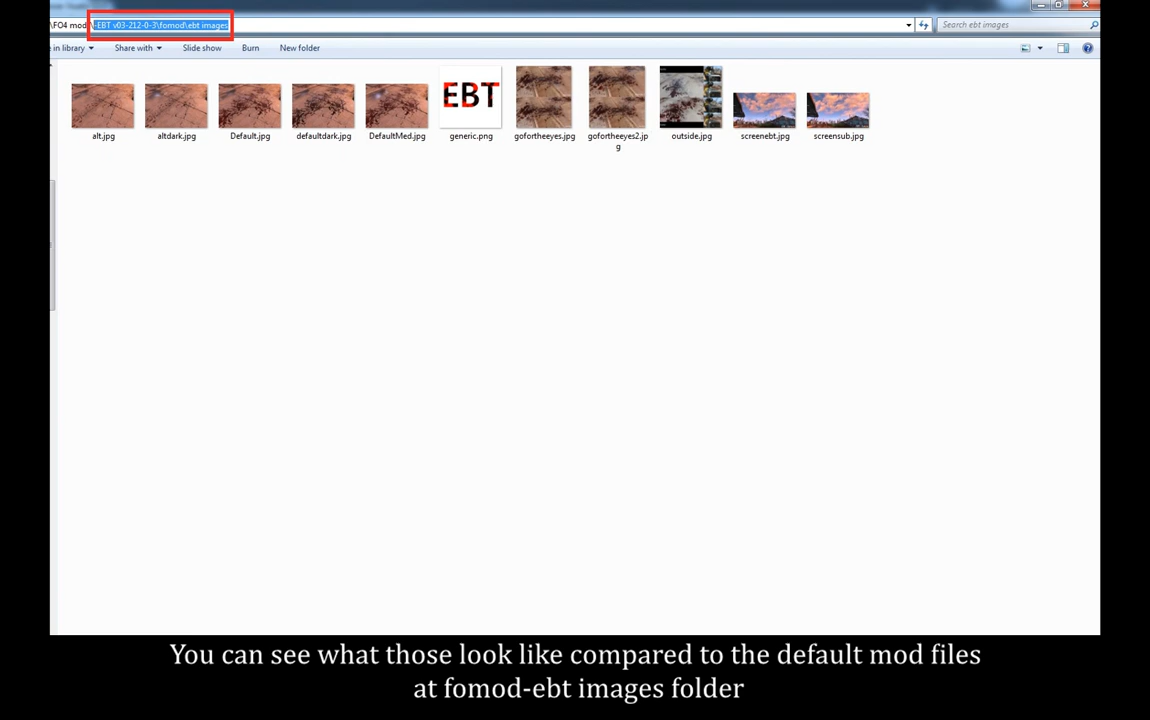 \FO4 mod \-EBT v03-212-0-3\fomod\ebt images
Search ebt images
e in library
Share with
Slide show
Burn
New folder
EBT
alt.jpg
altdark.jpg
Default.jpg
defaultdark.jpg
DefaultMed.jpg
generic.png
gofortheeyes.jpg
gofortheeyes2.jp
g
outside.jpg
screenebt.jpg
screensub.jpg
You can see what those look like compared to the default mod files
at fomod-ebt images folder